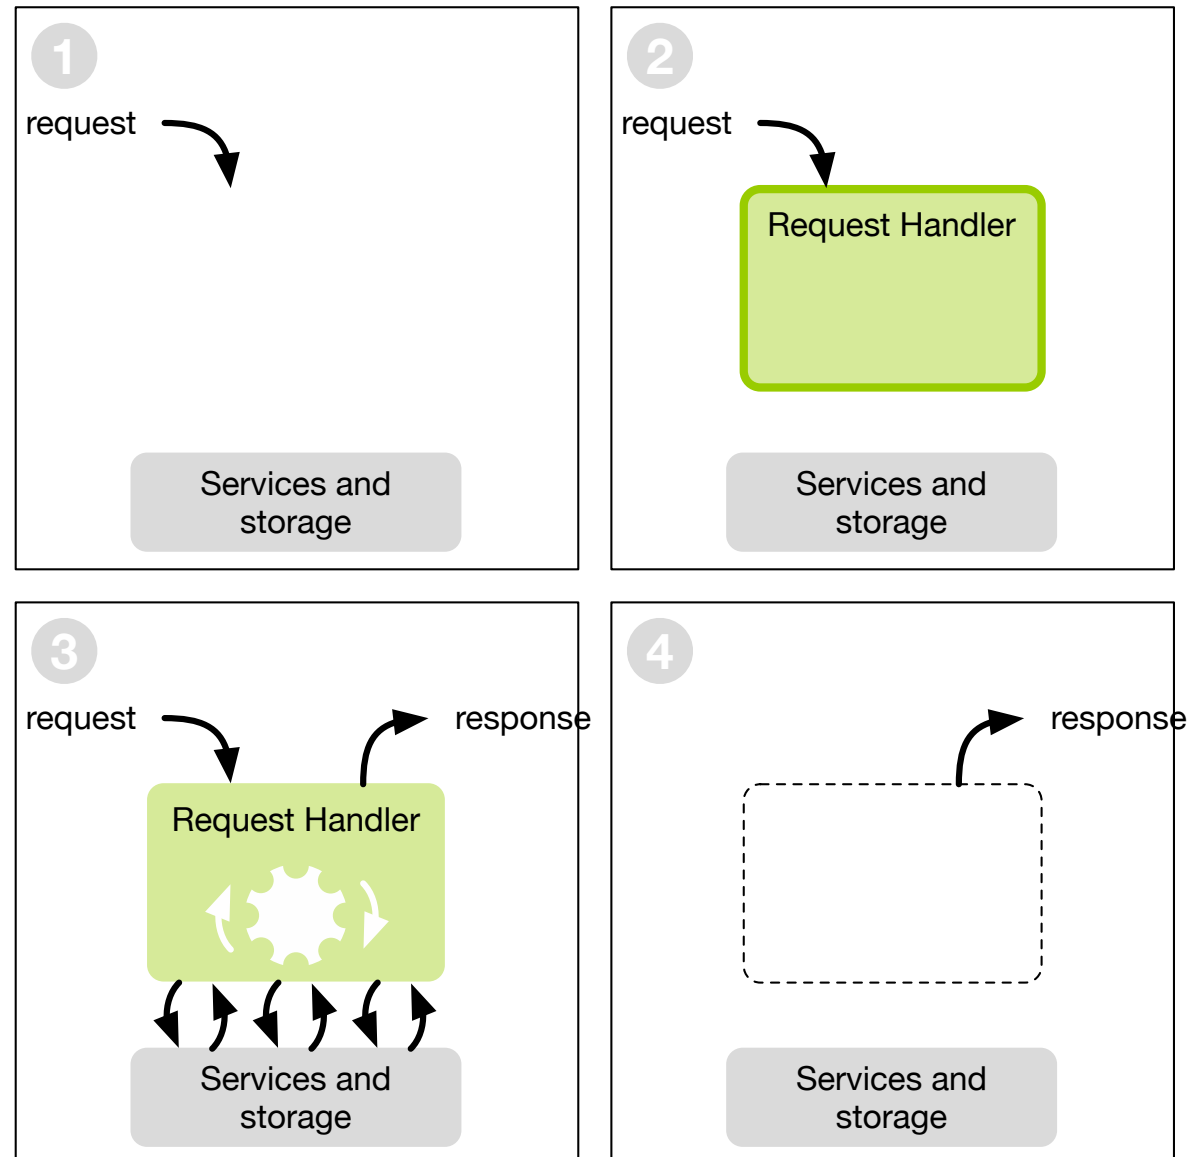 1
request
Services and
storage
2
request
Request Handler
Services and
storage
3
request
response
Request Handler
Services and
storage
4
response
Services and
storage